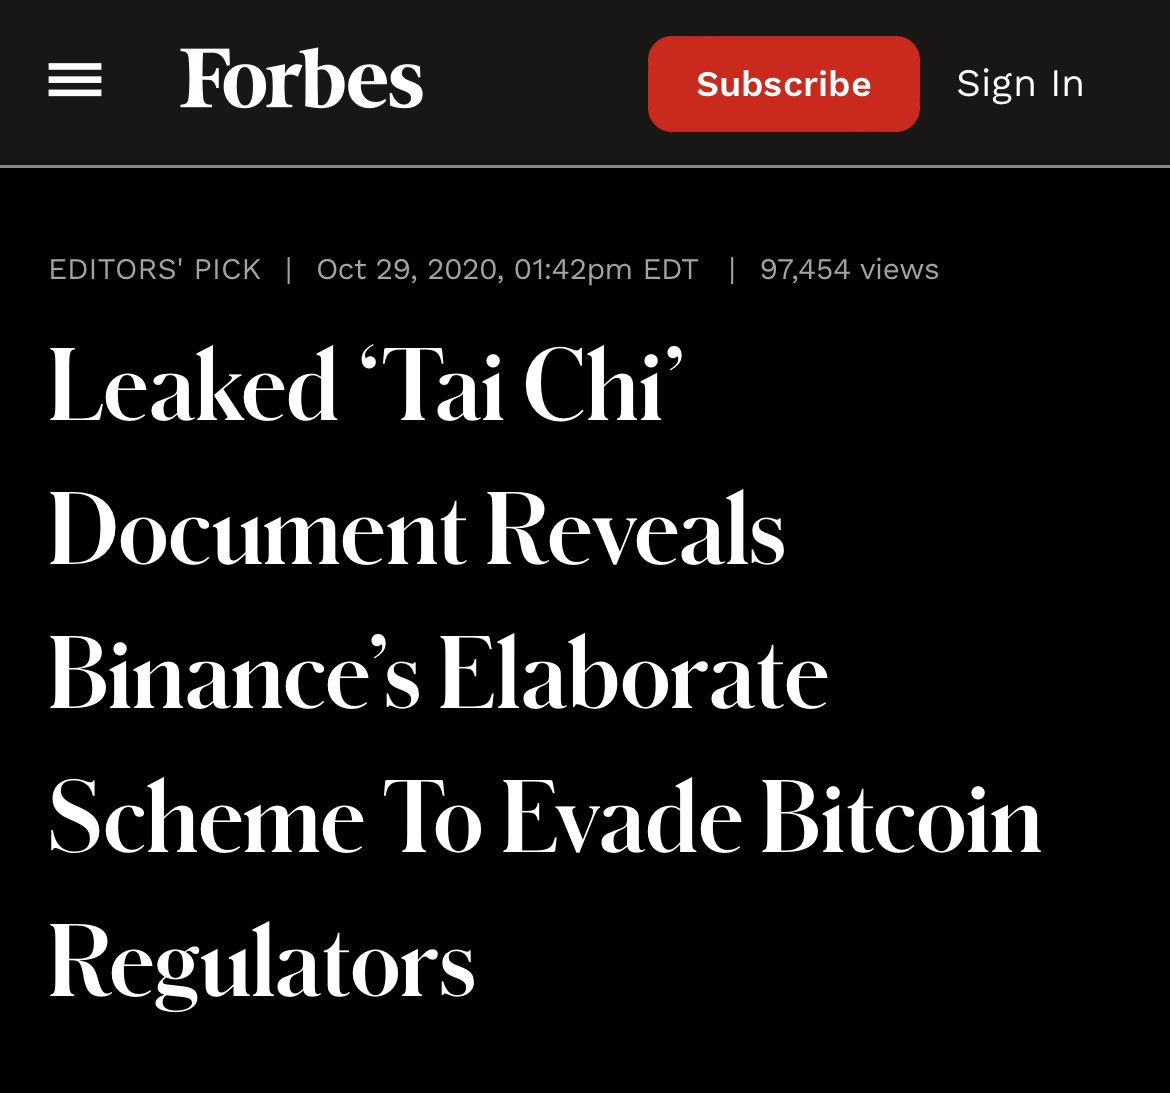 Forbes
Subscribe
Sign In
EDITORS' PICK | Oct 29, 2020, 01:42pm EDT | 97,454 views
Leaked ‘Tai Chi’
Document Reveals
Binance’s Elaborate
Scheme To Evade Bitcoin
Regulators